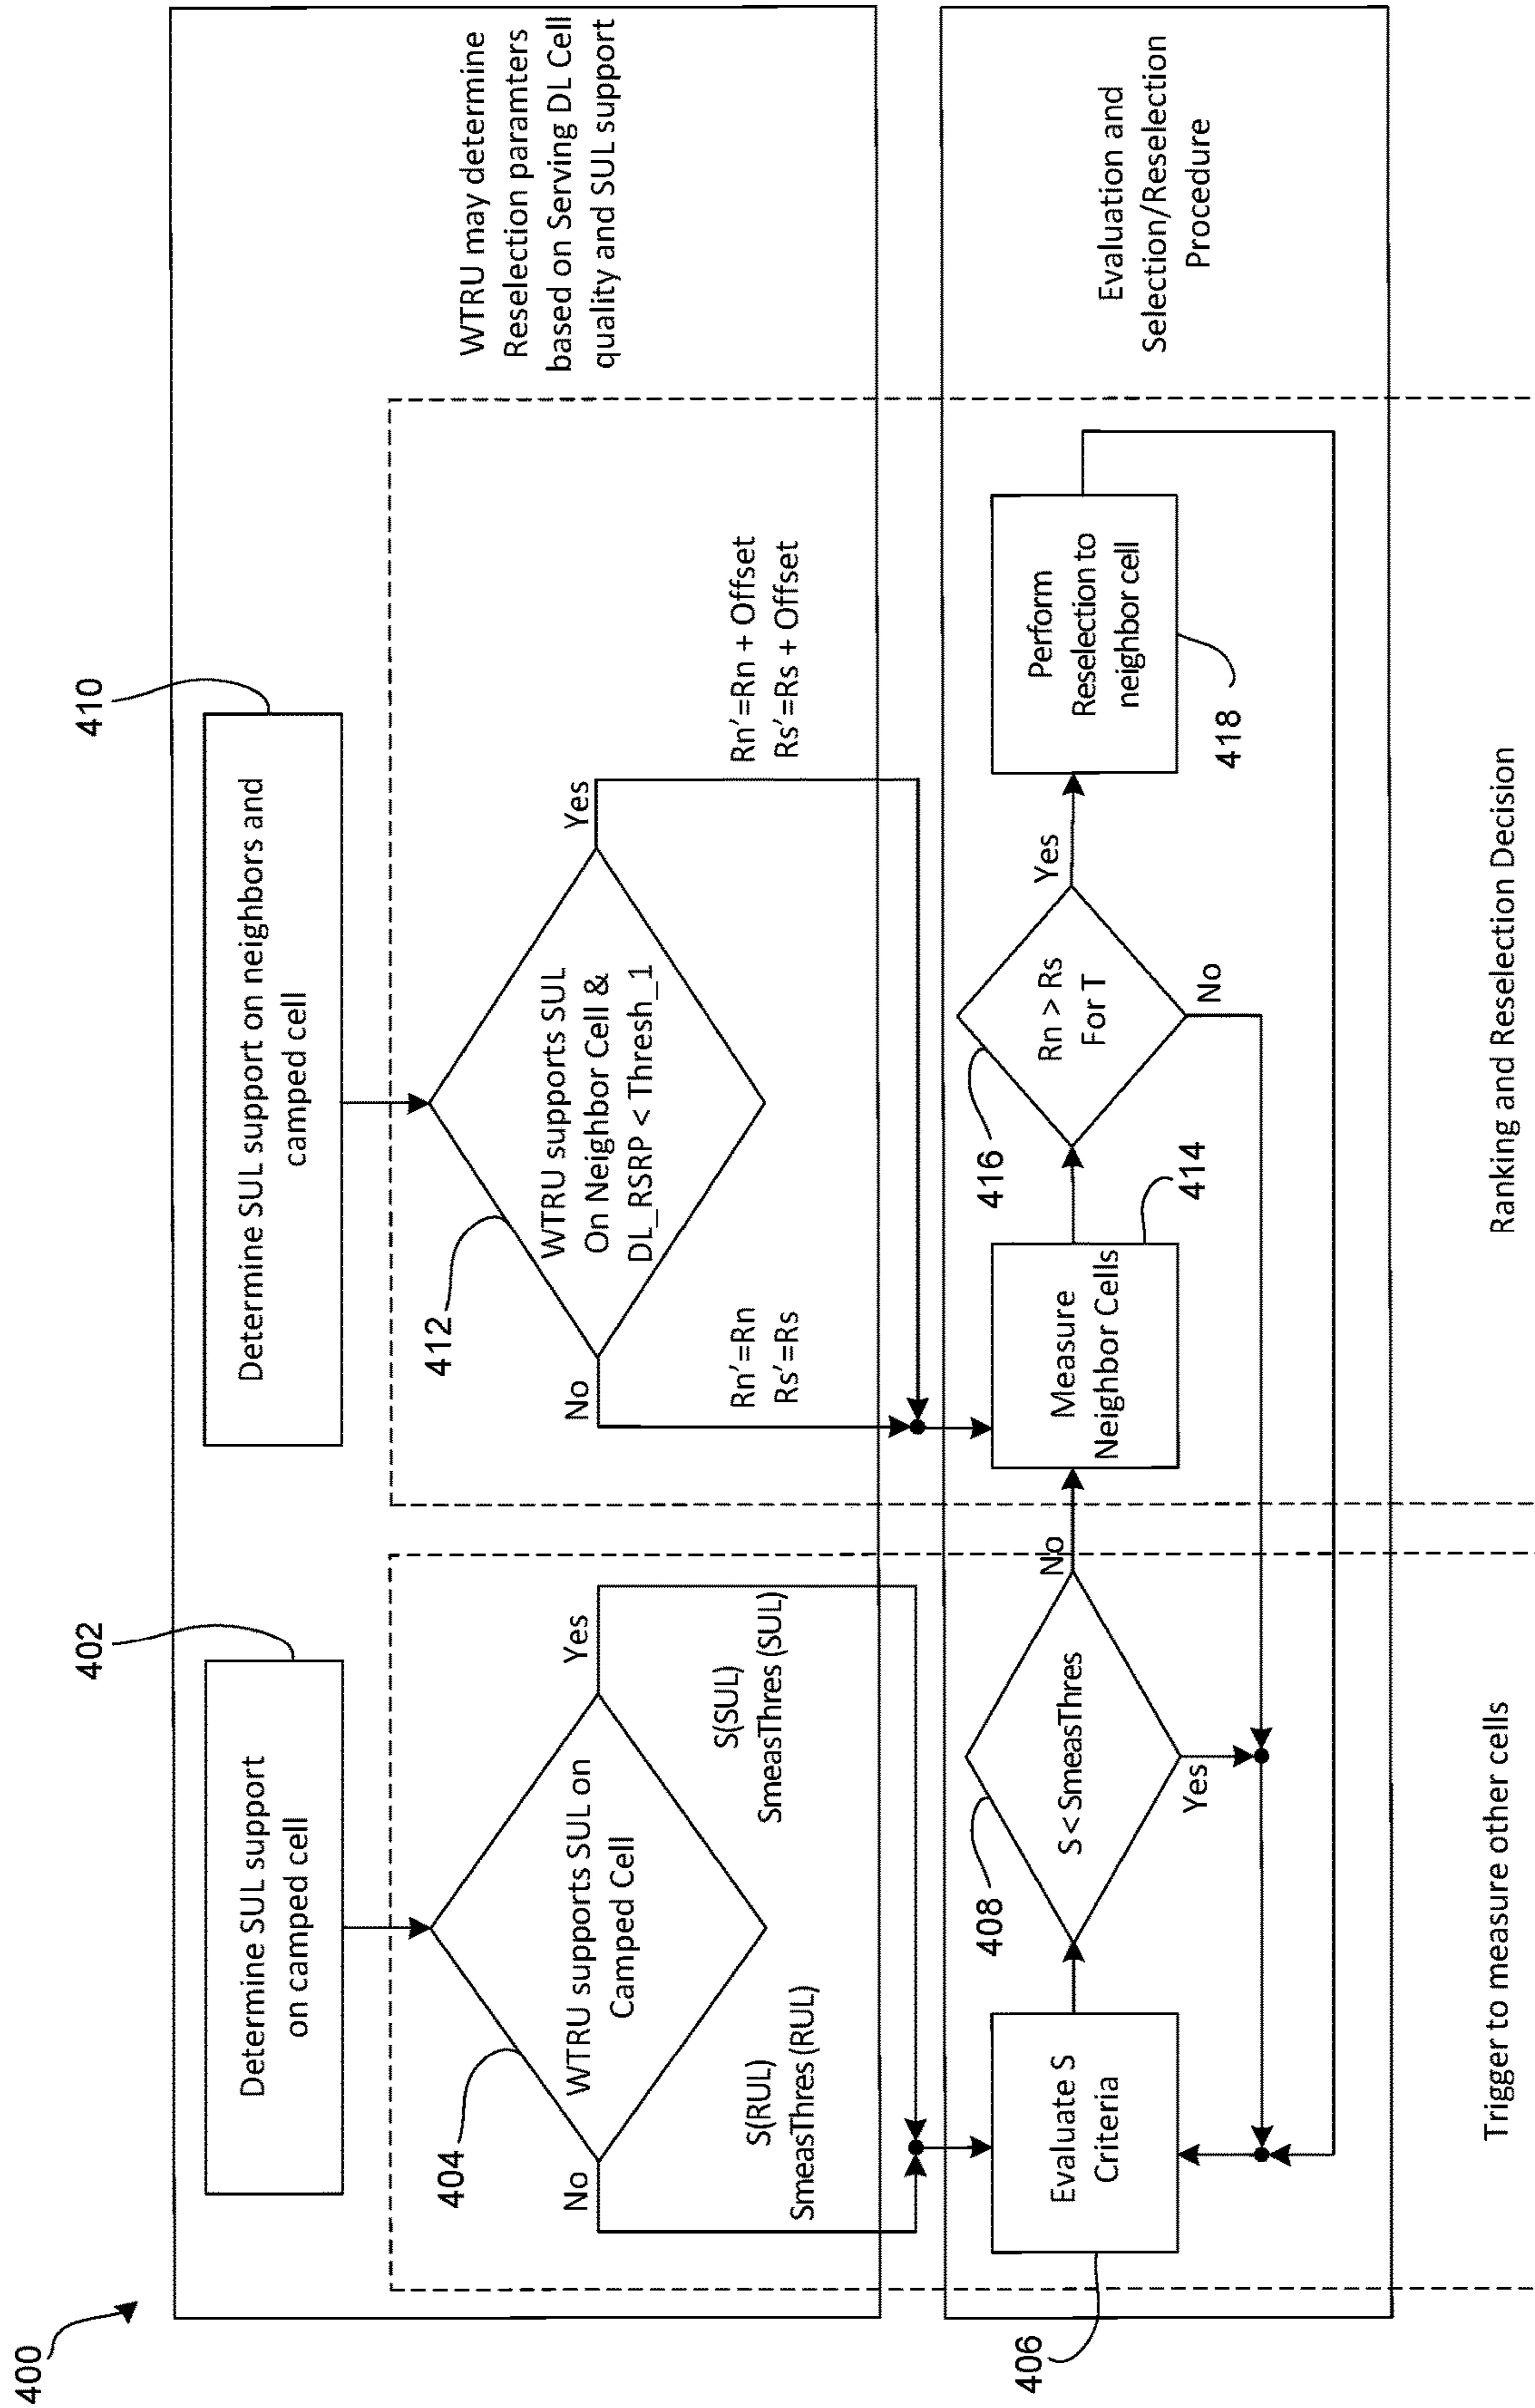 400
402
Determine SUL support
on camped cell
410
Determine SUL support on neighbors and
camped cell
WTRU may determine
Reselection paramters
based on Serving DL Cell
quality and SUL support
404
WTRU supports SUL on
Camped Cell
No
Yes
S(RUL)
SmeasThres (RUL)
S(SUL)
SmeasThres (SUL)
412
WTRU supports SUL
On Neighbor Cell &
DL_RSRP < Thresh_1
No
Yes
Rn′=Rn
Rs′=Rs
Rn′=Rn + Offset
Rs′=Rs + Offset
406
Evaluate S
Criteria
408
S < SmeasThres
No
Yes
Measure
Neighbor Cells
414
416
Rn > Rs
For T
Yes
No
Perform
Reselection to
neighbor cell
418
Evaluation and
Selection/Reselection
Procedure
Trigger to measure other cells
Ranking and Reselection Decision